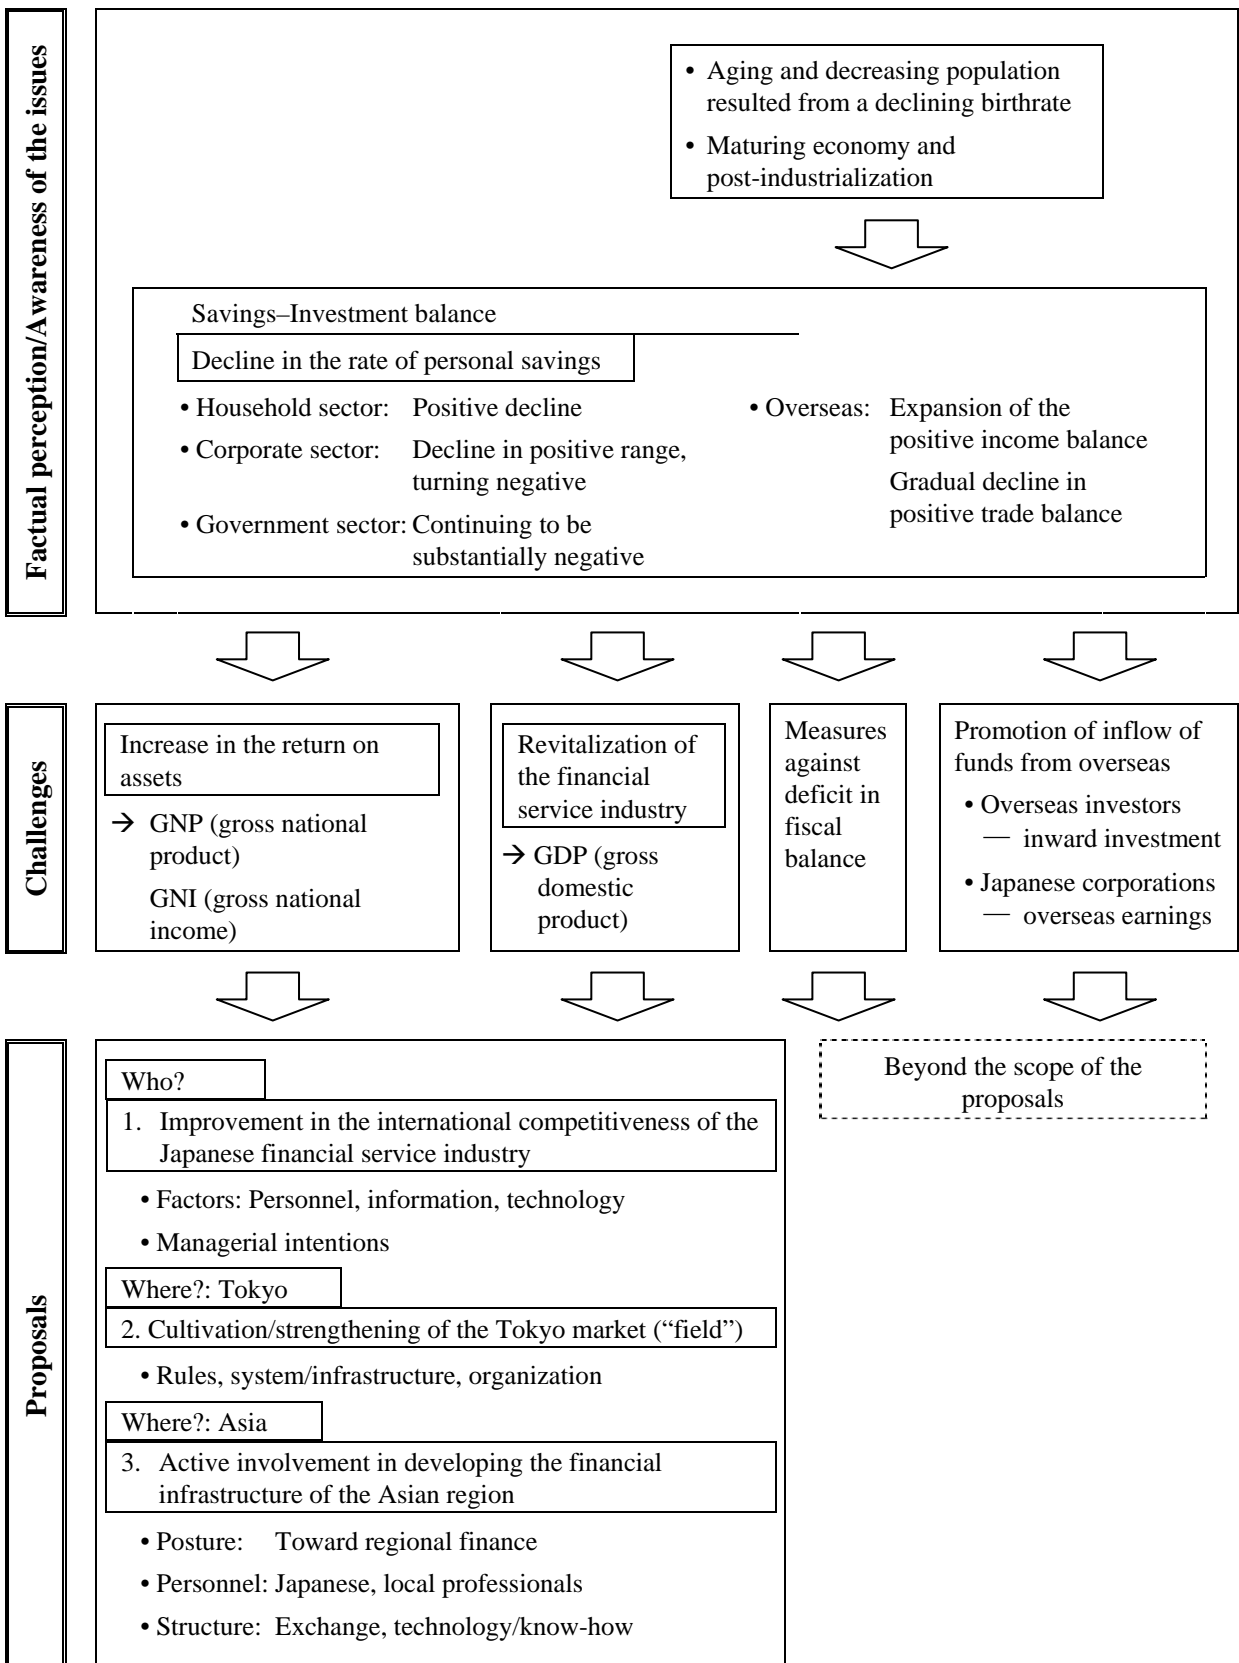 Factual perception/Awareness of the issues
• Aging and decreasing population
resulted from a declining birthrate
• Maturing economy and
post-industrialization
Savings–Investment balance
Decline in the rate of personal savings
• Household sector: Positive decline
• Corporate sector: Decline in positive range,
turning negative
• Government sector: Continuing to be
substantially negative
• Overseas: Expansion of the
positive income balance
Gradual decline in
positive trade balance
Challenges
Increase in the return on
assets
→ GNP (gross national
product)
GNI (gross national
income)
Revitalization of
the financial
service industry
→ GDP (gross
domestic
product)
Measures
against
deficit in
fiscal
balance
Promotion of inflow of
funds from overseas
• Overseas investors
— inward investment
• Japanese corporations
— overseas earnings
Proposals
Who?
1. Improvement in the international competitiveness of the
Japanese financial service industry
• Factors: Personnel, information, technology
• Managerial intentions
Where?: Tokyo
2. Cultivation/strengthening of the Tokyo market (“field”)
• Rules, system/infrastructure, organization
Where?: Asia
3. Active involvement in developing the financial
infrastructure of the Asian region
• Posture: Toward regional finance
• Personnel: Japanese, local professionals
• Structure: Exchange, technology/know-how
Beyond the scope of the
proposals